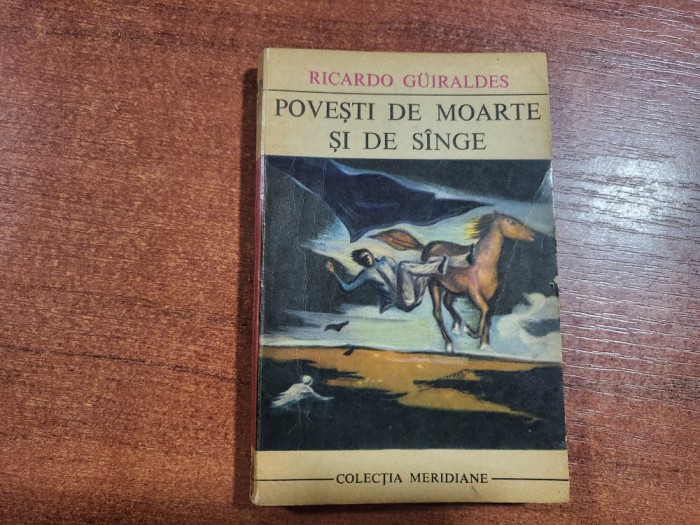 RICARDO GÜIRALDES
POVEȘTI DE MOARTE
ȘI DE SÎNGE
COLECȚIA MERIDIANE